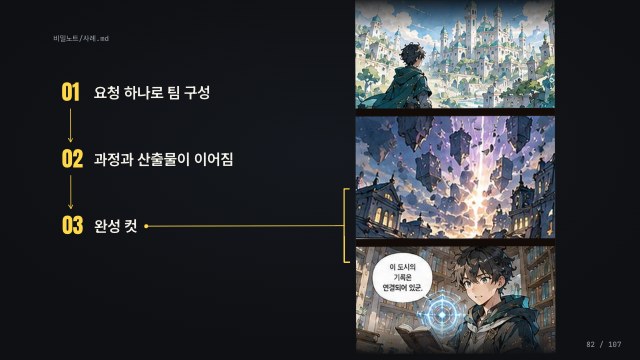 비밀노트/사례.md
01 요청 하나로 팀 구성
02 과정과 산출물이 이어짐
03 완성 컷
이 도시의
기록은
연결되어 있군.
82 / 107